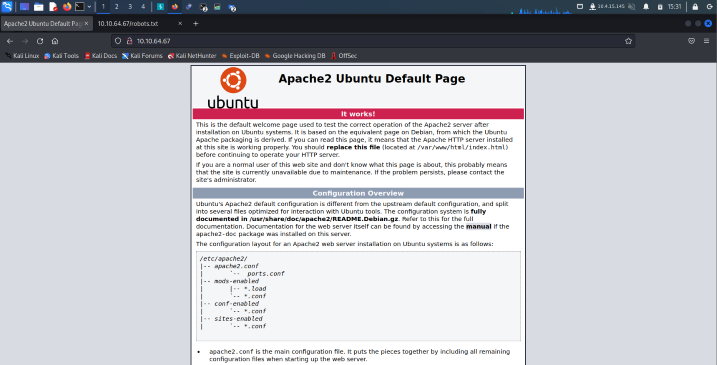 1 2 3 4
10.4.15.145
15:31
Apache2 Ubuntu Default Pag
10.10.64.67/robots.txt
10.10.64.67
Kali Linux Kali Tools Kali Docs Kali Forums Kali NetHunter Exploit-DB Google Hacking DB OffSec
ubuntu
Apache2 Ubuntu Default Page
It works!
This is the default welcome page used to test the correct operation of the Apache2 server after
installation on Ubuntu systems. It is based on the equivalent page on Debian, from which the Ubuntu
Apache packaging is derived. If you can read this page, it means that the Apache HTTP server installed
at this site is working properly. You should replace this file (located at /var/www/html/index.html)
before continuing to operate your HTTP server.
If you are a normal user of this web site and don't know what this page is about, this probably means
that the site is currently unavailable due to maintenance. If the problem persists, please contact the
site's administrator.
Configuration Overview
Ubuntu's Apache2 default configuration is different from the upstream default configuration, and split
into several files optimized for interaction with Ubuntu tools. The configuration system is fully
documented in /usr/share/doc/apache2/README.Debian.gz. Refer to this for the full
documentation. Documentation for the web server itself can be found by accessing the manual if the
apache2-doc package was installed on this server.
The configuration layout for an Apache2 web server installation on Ubuntu systems is as follows:
/etc/apache2/
|-- apache2.conf
|       `--  ports.conf
|-- mods-enabled
|       |-- *.load
|       `-- *.conf
|-- conf-enabled
|       `-- *.conf
|-- sites-enabled
|       `-- *.conf
• apache2.conf is the main configuration file. It puts the pieces together by including all remaining
configuration files when starting up the web server.